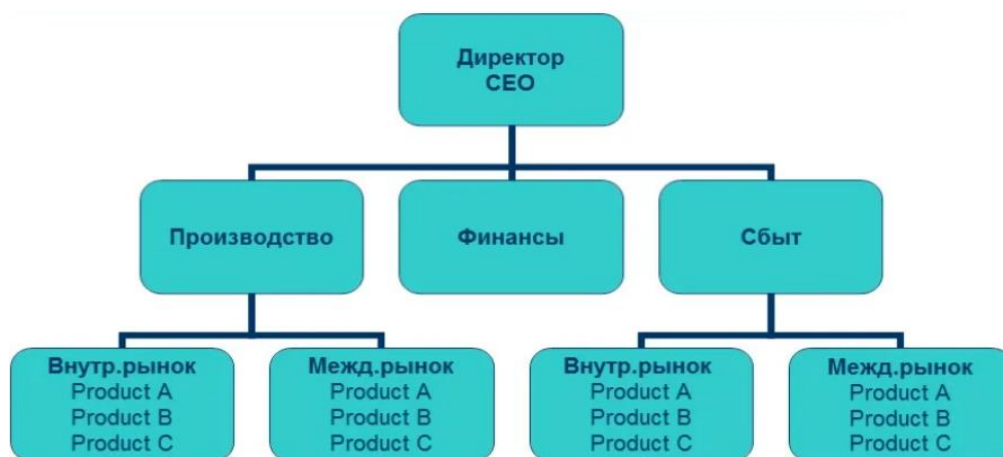 Директор
CEO
Производство
Финансы
Сбыт
Внутр.рынок
Product A
Product B
Product C
Межд.рынок
Product A
Product B
Product C
Внутр.рынок
Product A
Product B
Product C
Межд.рынок
Product A
Product B
Product C